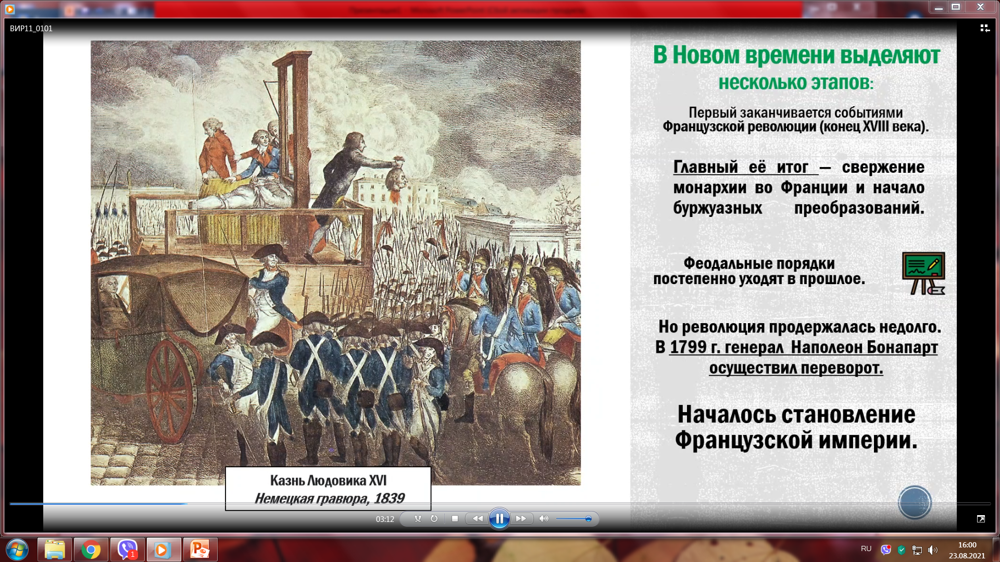 ВИР11_0101
В Новом времени выделяют
несколько этапов:
Первый заканчивается событиями
Французской революции (конец XVIII века).
Главный её итог — свержение
монархии во Франции и начало
буржуазных преобразований.
Феодальные порядки
постепенно уходят в прошлое.
Но революция продержалась недолго.
В 1799 г. генерал Наполеон Бонапарт
осуществил переворот.
Началось становление
Французской империи.
Казнь Людовика XVI
Немецкая гравюра, 1839
03:12
1
RU
16:00
23.08.2021